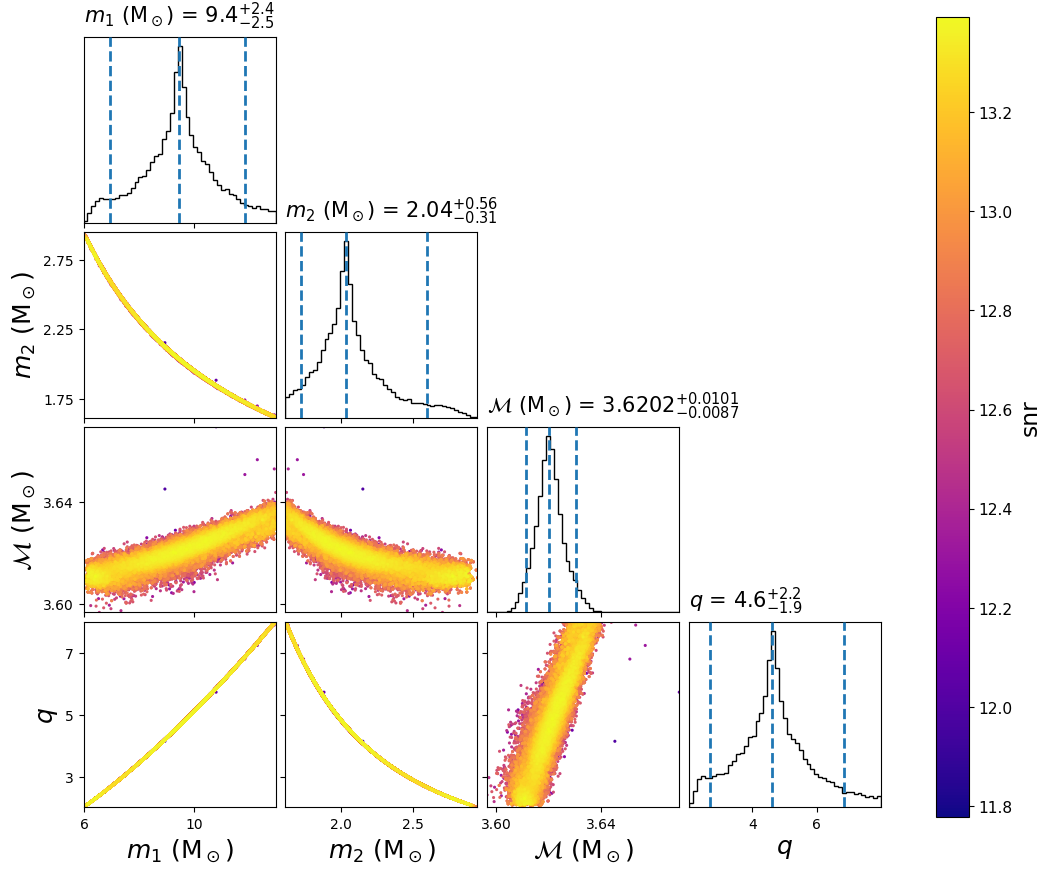 m₁ (M⊙) = 9.4^{+2.4}_{−2.5}
m₂ (M⊙) = 2.04^{+0.56}_{−0.31}
ℳ (M⊙) = 3.6202^{+0.0101}_{−0.0087}
q = 4.6^{+2.2}_{−1.9}
m₂ (M⊙)
2.75
2.25
1.75
ℳ (M⊙)
3.64
3.60
q
7
5
3
6 10
m₁ (M⊙)
2.0 2.5
m₂ (M⊙)
3.60 3.64
ℳ (M⊙)
4 6
q
13.2
13.0
12.8
12.6
12.4
12.2
12.0
11.8
snr